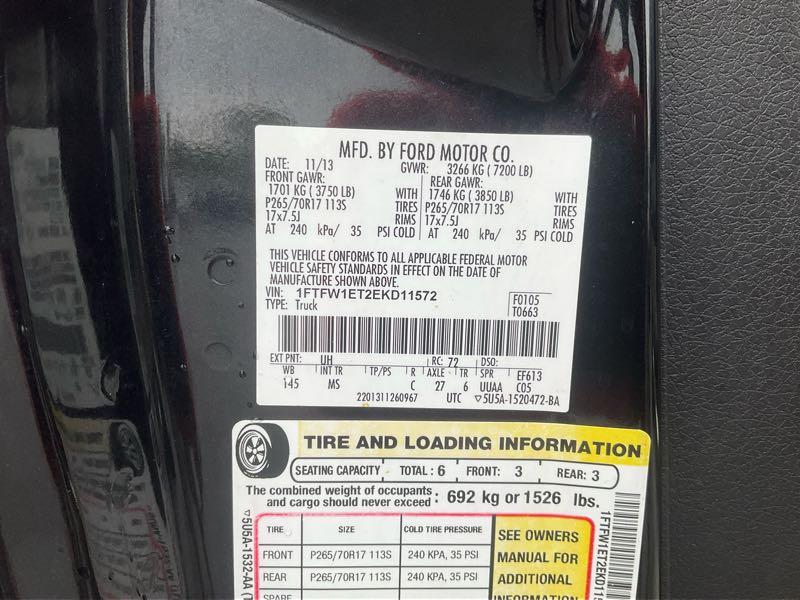 MFD. BY FORD MOTOR CO.
DATE: 11/13 GVWR: 3266 KG ( 7200 LB)
FRONT GAWR: REAR GAWR:
1701 KG ( 3750 LB) WITH 1746 KG ( 3850 LB) WITH
P265/70R17 113S TIRES P265/70R17 113S TIRES
17x7.5J RIMS 17x7.5J RIMS
AT 240 kPa/ 35 PSI COLD AT 240 kPa/ 35 PSI COLD
THIS VEHICLE CONFORMS TO ALL APPLICABLE FEDERAL MOTOR
VEHICLE SAFETY STANDARDS IN EFFECT ON THE DATE OF
MANUFACTURE SHOWN ABOVE.
VIN: 1FTFW1ET2EKD11572 F0105
TYPE: Truck T0663
EXT PNT: UH RC: 72 DSO:
WB INT TR TP/PS R AXLE TR SPR EF613
145 MS C 27 6 UUAA C05
2201311260967 UTC ▽5U5A-1520472-BA
TIRE AND LOADING INFORMATION
SEATING CAPACITY TOTAL: 6 FRONT: 3 REAR: 3
The combined weight of occupants
and cargo should never exceed : 692 kg or 1526 lbs.
TIRE SIZE COLD TIRE PRESSURE
FRONT P265/70R17 113S 240 KPA, 35 PSI
REAR P265/70R17 113S 240 KPA, 35 PSI
SPARE
SEE OWNERS
MANUAL FOR
ADDITIONAL
INFORMATION
▽5U5A-1532-AA (T
1FTFW1ET2EKD115